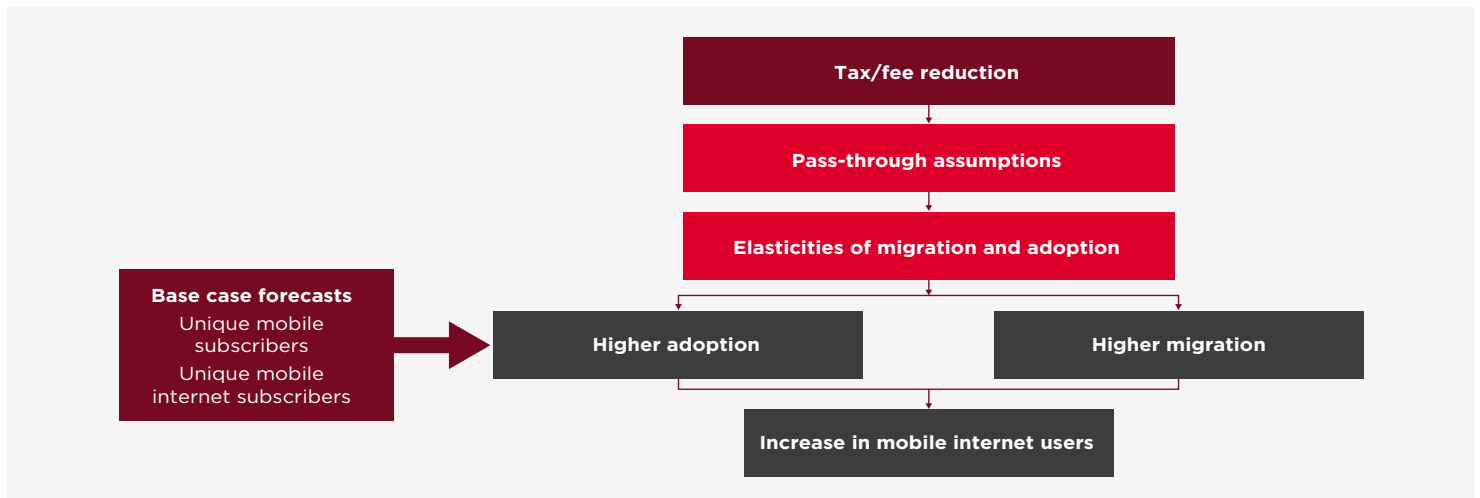 Tax/fee reduction
Pass-through assumptions
Elasticities of migration and adoption
Base case forecasts
Unique mobile
subscribers
Unique mobile
internet subscribers
Higher adoption
Higher migration
Increase in mobile internet users